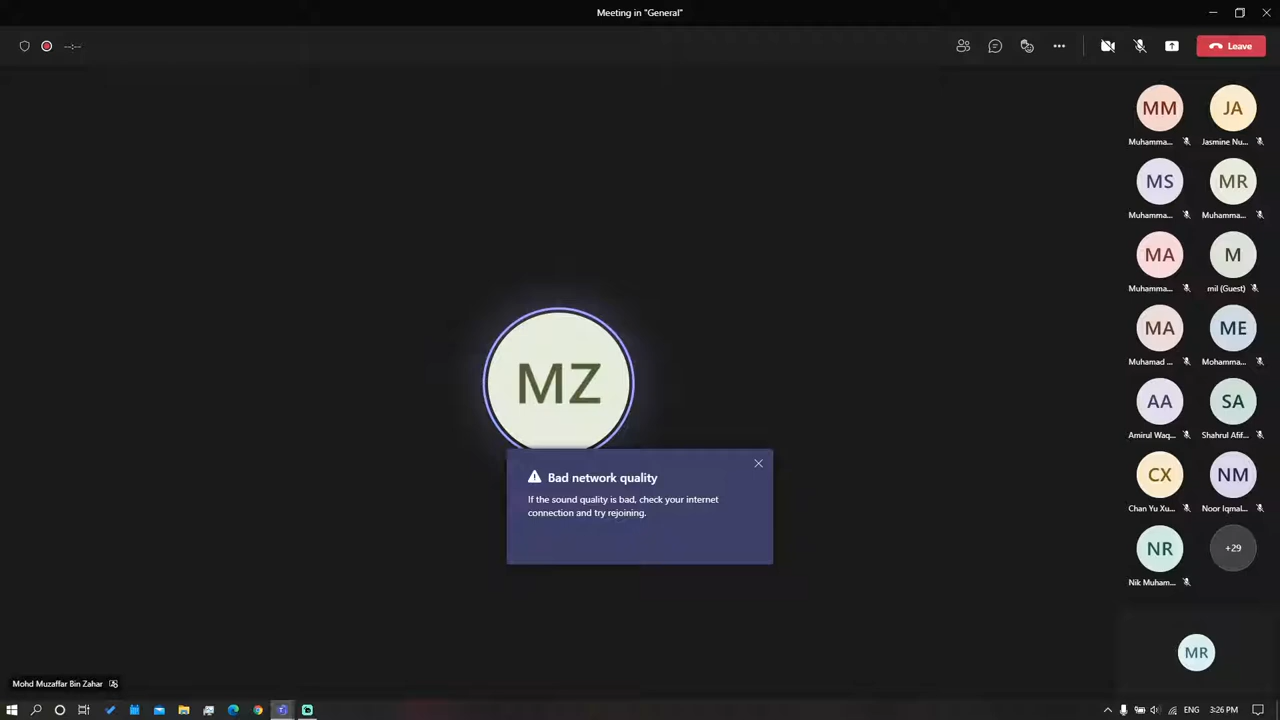 Meeting in "General"
--:--
Leave
MM
JA
Muhamma...
Jasmine Nu...
MS
MR
Muhamma...
Muhamma...
MA
M
Muhamma...
mil (Guest)
MA
ME
Muhamad ...
Mohamma...
AA
SA
Amirul Waq...
Shahrul Afif...
CX
NM
Chan Yu Xu...
Noor Iqmal...
NR
+29
Nik Muham...
MZ
Bad network quality
If the sound quality is bad, check your internet
connection and try rejoining.
MR
Mohd Muzaffar Bin Zahar
ENG
3:26 PM